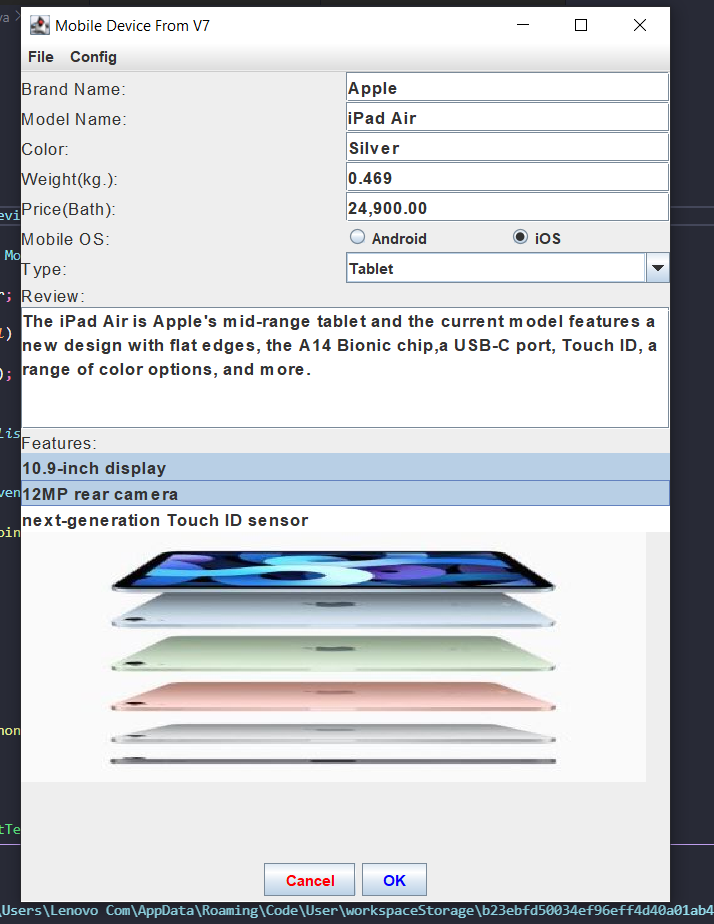 Mobile Device From V7
File Config
Brand Name: Apple
Model Name: iPad Air
Color: Silver
Weight(kg.): 0.469
Price(Bath): 24,900.00
Mobile OS: Android iOS
Type: Tablet
Review:
The iPad Air is Apple's mid-range tablet and the current model features a
new design with flat edges, the A14 Bionic chip,a USB-C port, Touch ID, a
range of color options, and more.
Features:
10.9-inch display
12MP rear camera
next-generation Touch ID sensor
Cancel OK
\Users\Lenovo Com\AppData\Roaming\Code\User\workspaceStorage\b23ebfd50034ef96eff4d40a01ab4